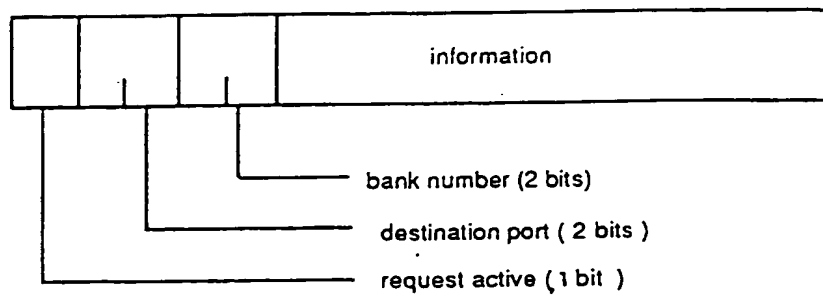 information
bank number (2 bits)
destination port ( 2 bits )
request active ( 1 bit )